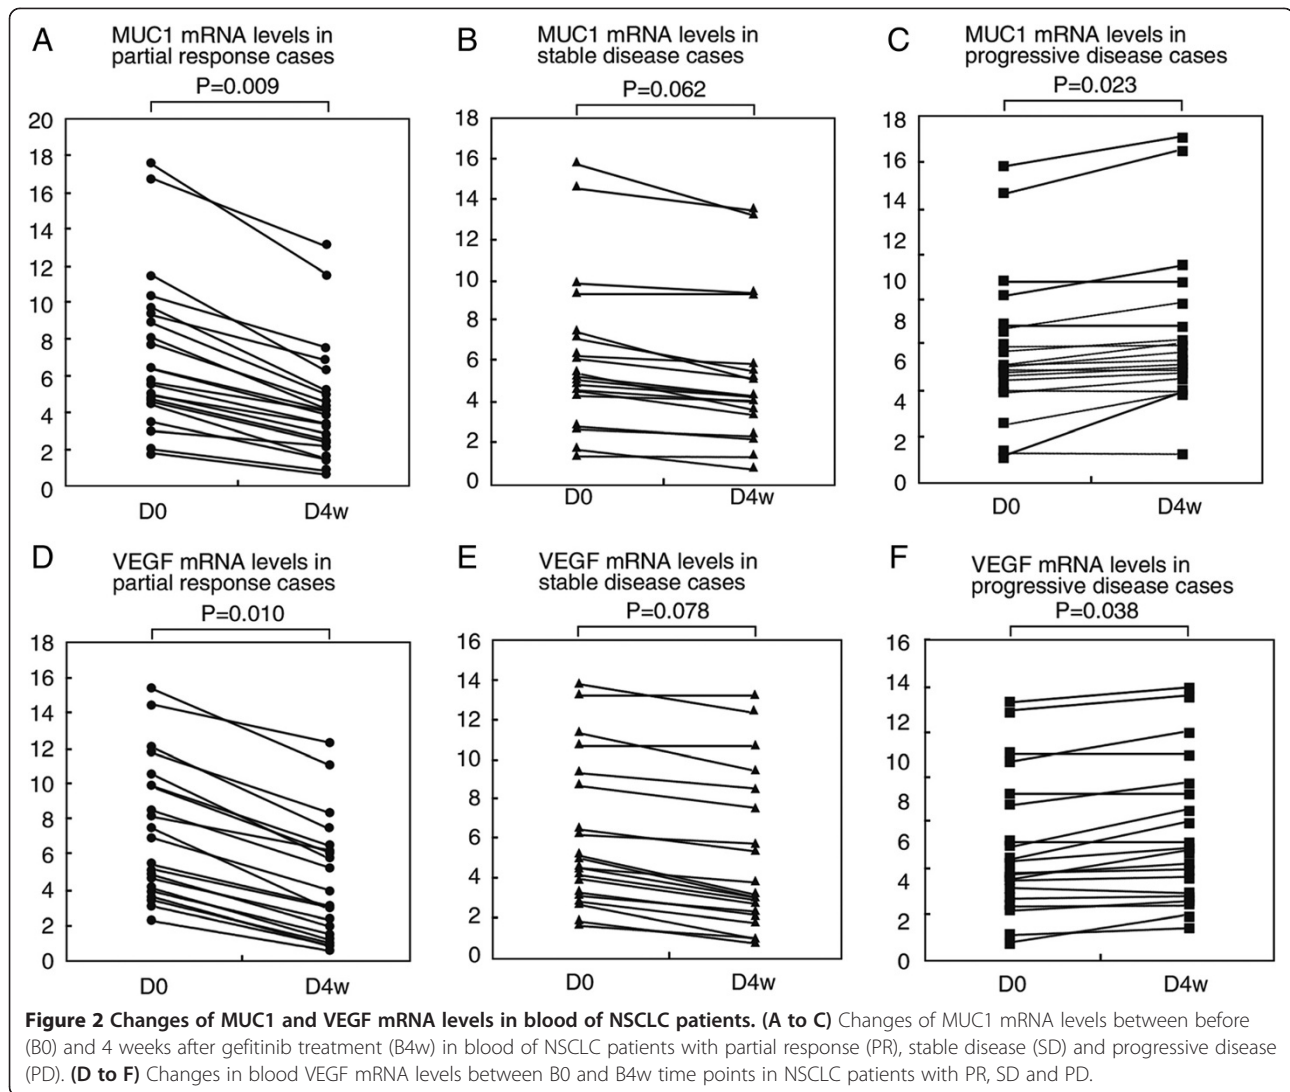 A
MUC1 mRNA levels in
partial response cases
P=0.009
20
18
16
14
12
10
8
6
4
2
0
D0 D4w
B
MUC1 mRNA levels in
stable disease cases
P=0.062
18
16
14
12
10
8
6
4
2
0
D0 D4w
C
MUC1 mRNA levels in
progressive disease cases
P=0.023
18
16
14
12
10
8
6
4
2
0
D0 D4w
D
VEGF mRNA levels in
partial response cases
P=0.010
18
16
14
12
10
8
6
4
2
0
D0 D4w
E
VEGF mRNA levels in
stable disease cases
P=0.078
16
14
12
10
8
6
4
2
0
D0 D4w
F
VEGF mRNA levels in
progressive disease cases
P=0.038
16
14
12
10
8
6
4
2
0
D0 D4w
Figure 2 Changes of MUC1 and VEGF mRNA levels in blood of NSCLC patients. (A to C) Changes of MUC1 mRNA levels between before
(B0) and 4 weeks after gefitinib treatment (B4w) in blood of NSCLC patients with partial response (PR), stable disease (SD) and progressive disease
(PD). (D to F) Changes in blood VEGF mRNA levels between B0 and B4w time points in NSCLC patients with PR, SD and PD.